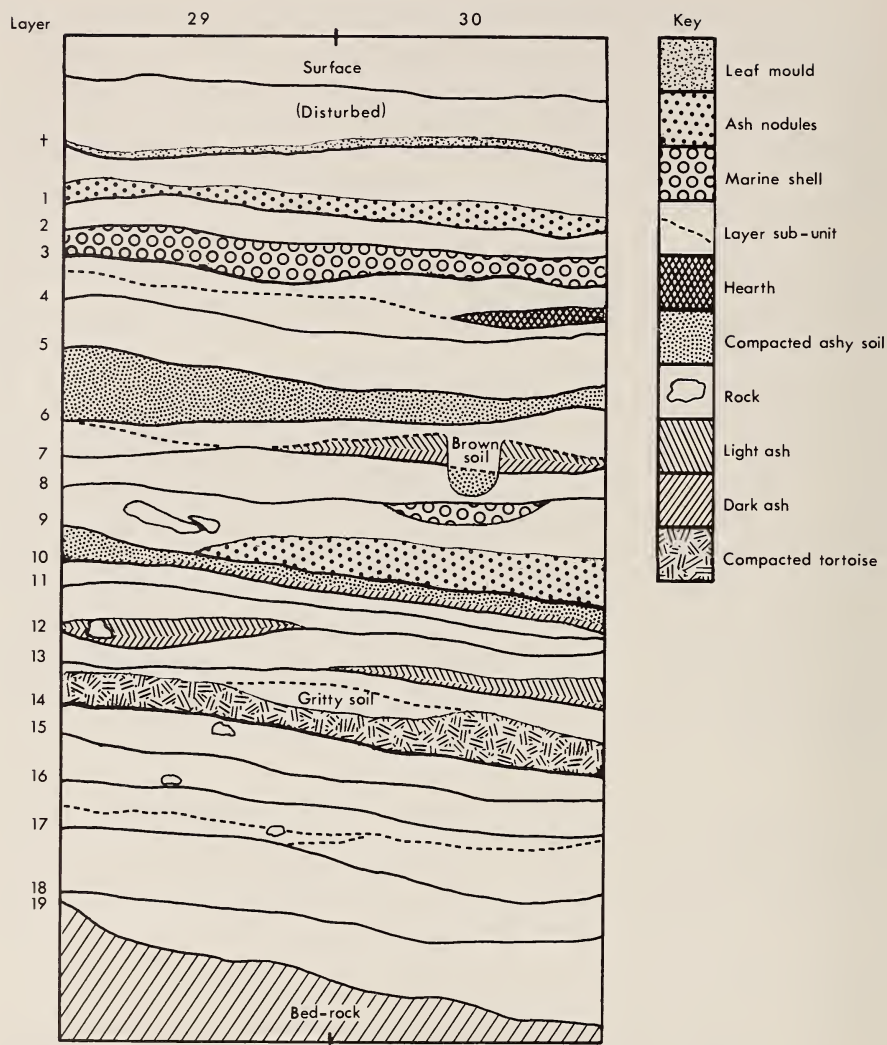 Layer 29 30 Key
Surface
(Disturbed)
†
1
2
3
4
5
6
7
8
9
10
11
12
13
14
15
16
17
18
19
Brown
soil
Gritty soil
Bed-rock
Leaf mould
Ash nodules
Marine shell
Layer sub-unit
Hearth
Compacted ashy soil
Rock
Light ash
Dark ash
Compacted tortoise